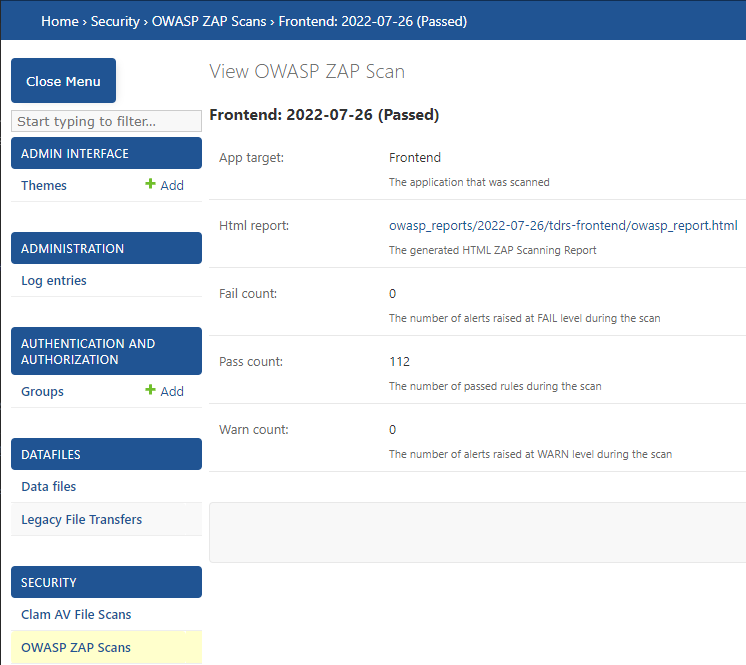 Home › Security › OWASP ZAP Scans › Frontend: 2022-07-26 (Passed)
Close Menu
Start typing to filter...
ADMIN INTERFACE
Themes
Add
ADMINISTRATION
Log entries
AUTHENTICATION AND
AUTHORIZATION
Groups
Add
DATAFILES
Data files
Legacy File Transfers
SECURITY
Clam AV File Scans
OWASP ZAP Scans
View OWASP ZAP Scan
Frontend: 2022-07-26 (Passed)
App target:
Frontend
The application that was scanned
Html report:
owasp_reports/2022-07-26/tdrs-frontend/owasp_report.html
The generated HTML ZAP Scanning Report
Fail count:
0
The number of alerts raised at FAIL level during the scan
Pass count:
112
The number of passed rules during the scan
Warn count:
0
The number of alerts raised at WARN level during the scan